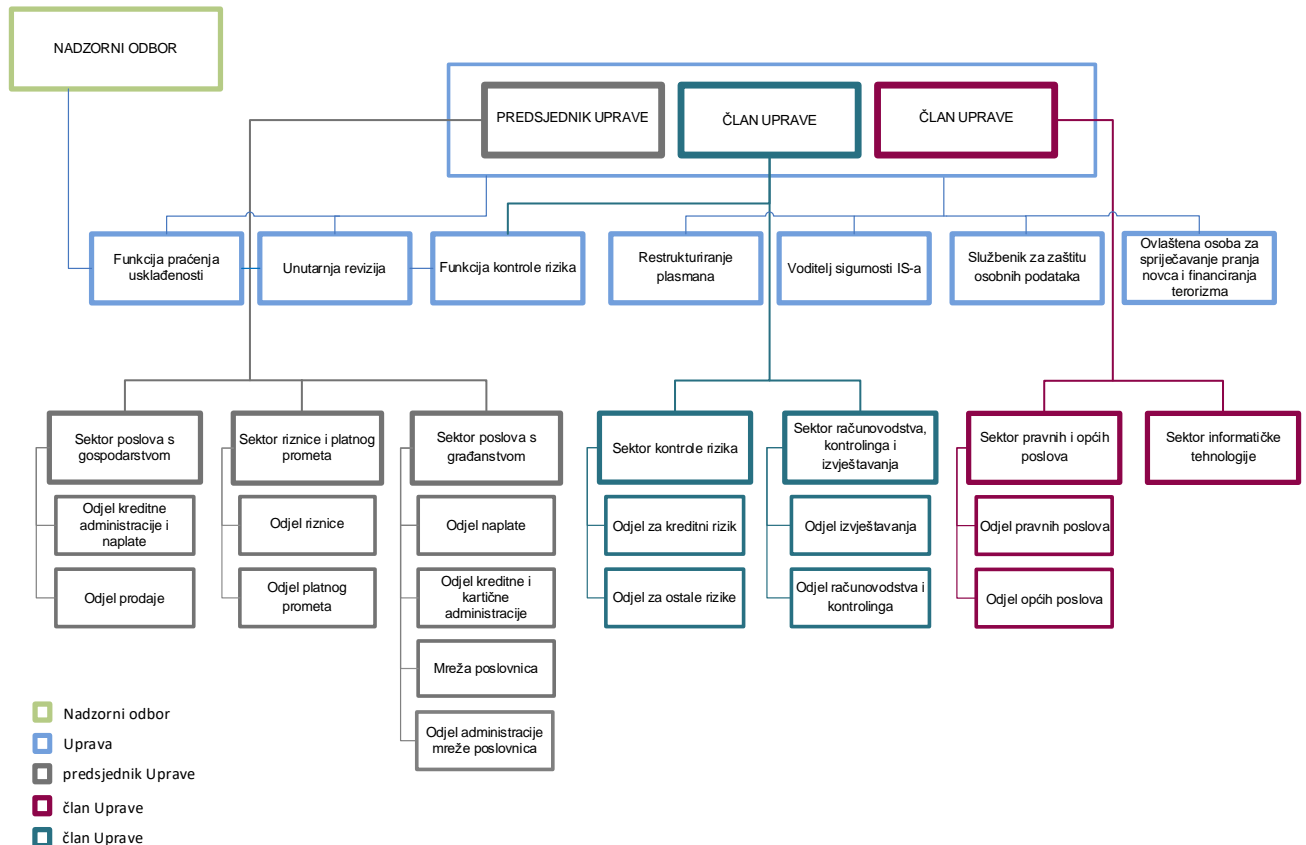 NADZORNI ODBOR
PREDSJEDNIK UPRAVE
ČLAN UPRAVE
ČLAN UPRAVE
Funkcija praćenja
usklađenosti
Unutarnja revizija
Funkcija kontrole rizika
Restrukturiranje
plasmana
Voditelj sigurnosti IS-a
Službenik za zaštitu
osobnih podataka
Ovlaštena osoba za
spriječavanje pranja
novca i financiranja
terorizma
Sektor poslova s
gospodarstvom
Sektor riznice i platnog
prometa
Sektor poslova s
građanstvom
Sektor kontrole rizika
Sektor računovodstva,
kontrolinga i
izvještavanja
Sektor pravnih i općih
poslova
Sektor informatičke
tehnologije
Odjel kreditne
administracije i
naplate
Odjel riznice
Odjel naplate
Odjel za kreditni rizik
Odjel izvještavanja
Odjel pravnih poslova
Odjel prodaje
Odjel platnog
prometa
Odjel kreditne i
kartične
administracije
Odjel za ostale rizike
Odjel računovodstva i
kontrolinga
Odjel općih poslova
Mreža poslovnica
Odjel administracije
mreže poslovnica
Nadzorni odbor
Uprava
predsjednik Uprave
član Uprave
član Uprave